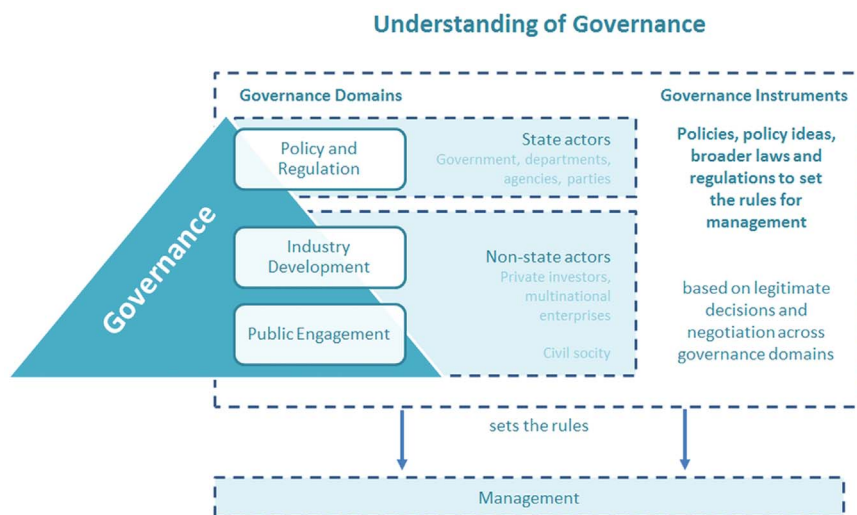 Understanding of Governance
Governance Domains
Governance Instruments
Governance
Policy and
Regulation
State actors
Government, departments,
agencies, parties
Industry
Development
Public Engagement
Non-state actors
Private investors,
multinational
enterprises
Civil socity
Policies, policy ideas,
broader laws and
regulations to set
the rules for
management
based on legitimate
decisions and
negotiation across
governance domains
sets the rules
Management